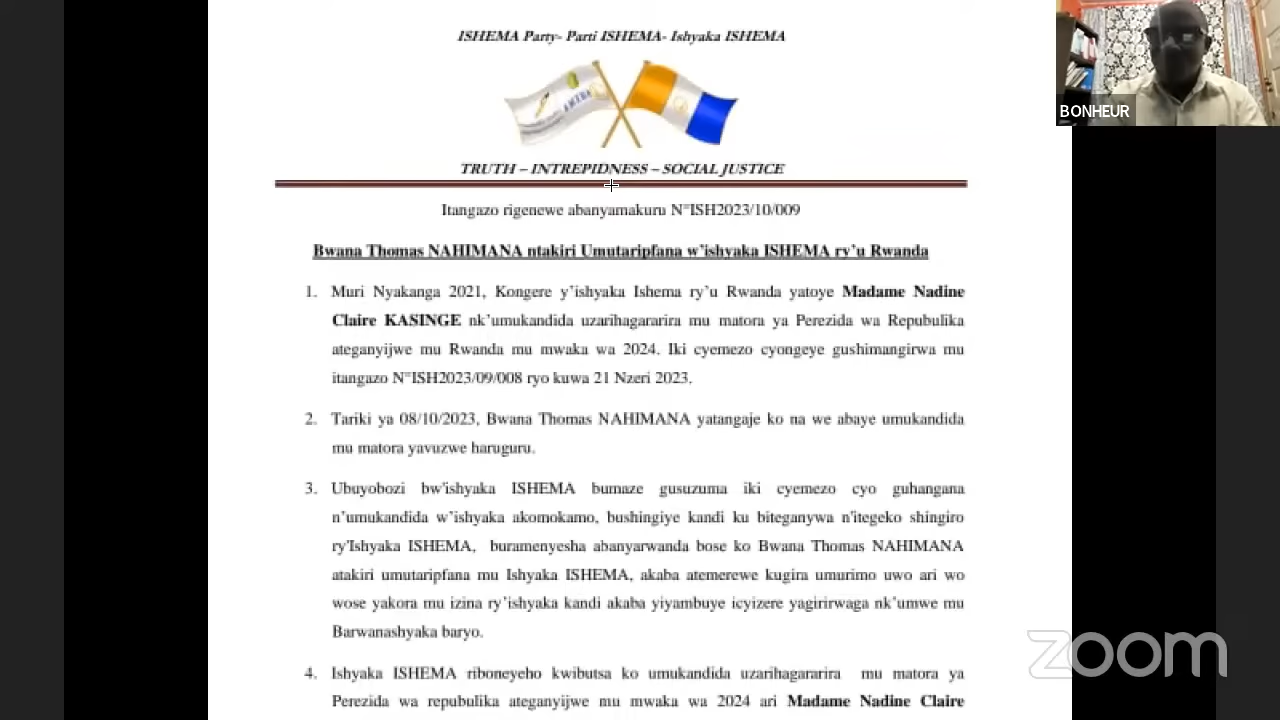 ISHEMA Party- Parti ISHEMA- Ishyaka ISHEMA
TRUTH – INTREPIDNESS – SOCIAL JUSTICE
Itangazo rigenewe abanyamakuru N°ISH2023/10/009
Bwana Thomas NAHIMANA ntakiri Umutaripfana w’ishyaka ISHEMA ry’u Rwanda
1. Muri Nyakanga 2021, Kongere y’ishyaka Ishema ry’u Rwanda yatoye Madame Nadine
Claire KASINGE nk’umukandida uzarihagararira mu matora ya Perezida wa Repubulika
ateganyijwe mu Rwanda mu mwaka wa 2024. Iki cyemezo cyongeye gushimangirwa mu
itangazo N°ISH2023/09/008 ryo kuwa 21 Nzeri 2023.
2. Tariki ya 08/10/2023, Bwana Thomas NAHIMANA yatangaje ko na we abaye umukandida
mu matora yavuzwe haruguru.
3. Ubuyobozi bw'ishyaka ISHEMA bumaze gusuzuma iki cyemezo cyo guhangana
n’umukandida w’ishyaka akomokamo, bushingiye kandi ku biteganywa n'itegeko shingiro
ry'Ishyaka ISHEMA, buramenyesha abanyarwanda bose ko Bwana Thomas NAHIMANA
atakiri umutaripfana mu Ishyaka ISHEMA, akaba atemerewe kugira umurimo uwo ari wo
wose yakora mu izina ry’ishyaka kandi akaba yiyambuye icyizere yagirirwaga nk’umwe mu
Barwanashyaka baryo.
4. Ishyaka ISHEMA riboneyeho kwibutsa ko umukandida uzarihagararira mu matora ya
Perezida wa repubulika ateganyijwe mu mwaka wa 2024 ari Madame Nadine Claire
BONHEUR
zoom